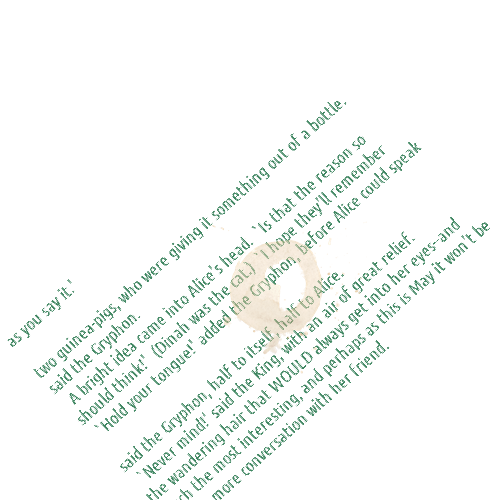 as you say it.'
two guinea-pigs, who were giving it something out of a bottle.
said the Gryphon.
A bright idea came into Alice's head. `Is that the reason so
should think!' (Dinah was the cat.) `I hope they'll remember
`Hold your tongue!' added the Gryphon, before Alice could speak
said the Gryphon, half to itself, half to Alice.
`Never mind!' said the King, with an air of great relief.
the wandering hair that WOULD always get into her eyes--and
the most interesting, and perhaps as this is May it won't be
more conversation with her friend.